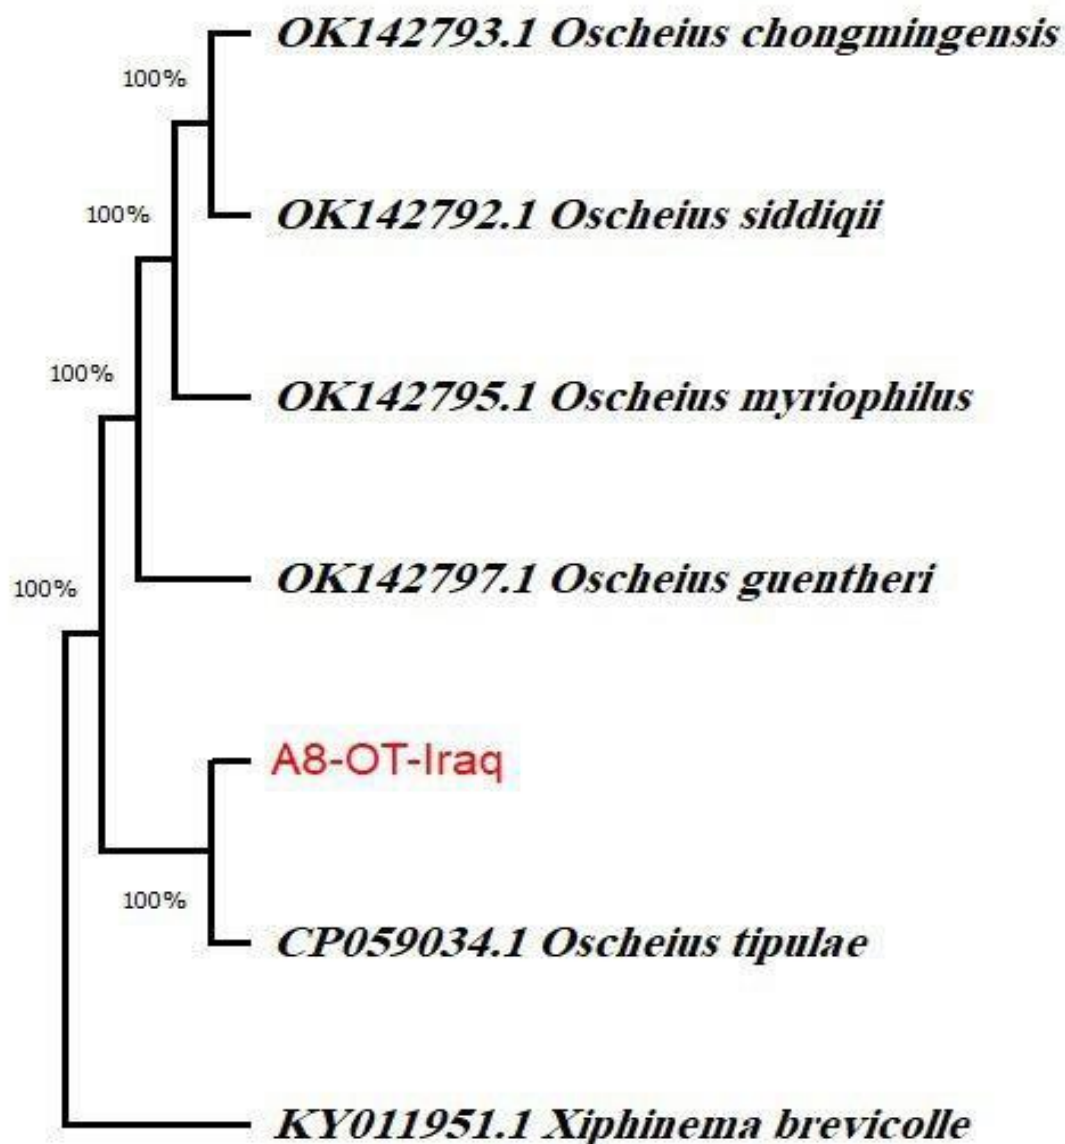 OK142793.1 Oscheius chongmingensis
100%
100%
OK142792.1 Oscheius siddiqii
100%
OK142795.1 Oscheius myriophilus
100%
OK142797.1 Oscheius guentheri
A8-OT-Iraq
100%
CP059034.1 Oscheius tipulae
KY011951.1 Xiphinema brevicolle